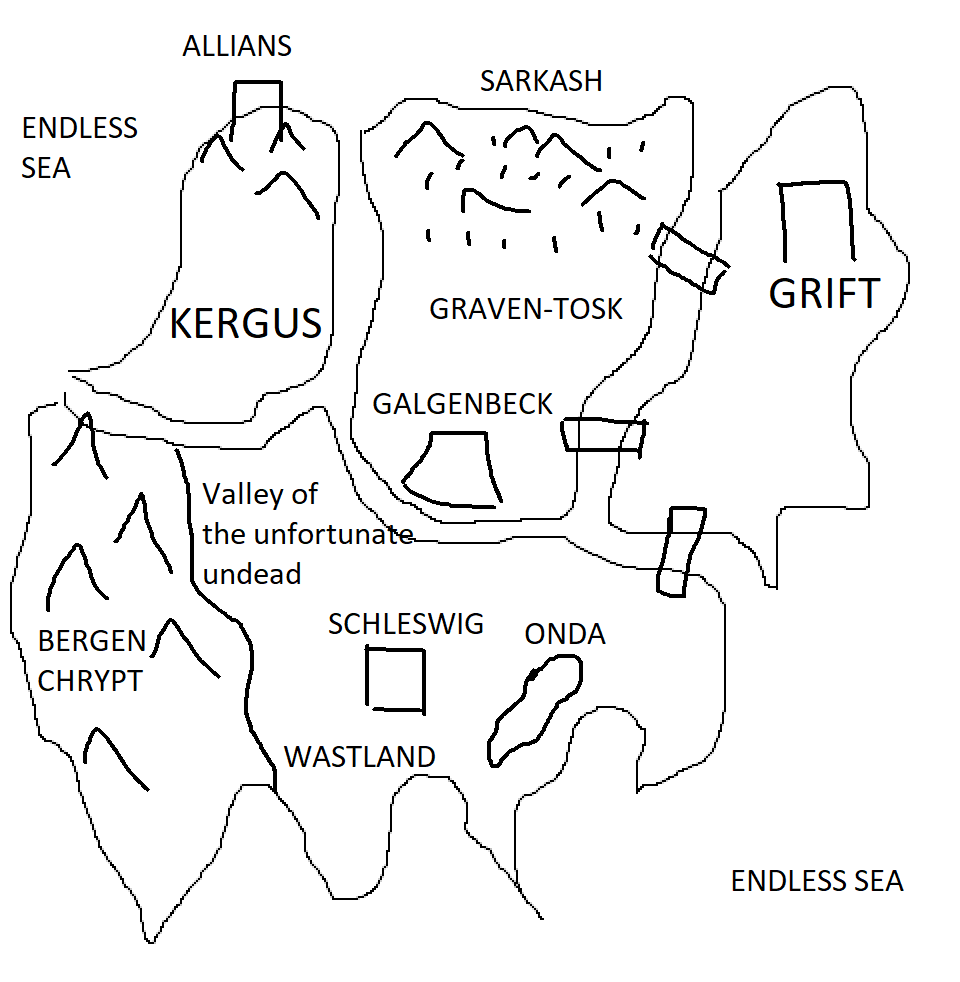 ALLIANS
SARKASH
ENDLESS
SEA
KERGUS
GRAVEN-TOSK
GRIFT
GALGENBECK
Valley of
the unfortunate
undead
SCHLESWIG
ONDA
BERGEN
CHRYPT
WASTLAND
ENDLESS SEA